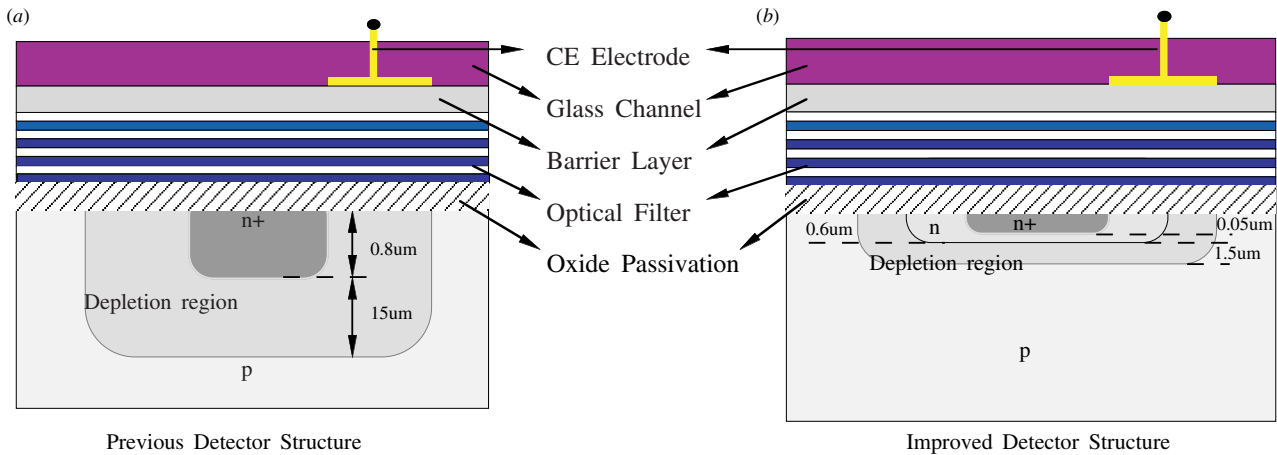 (a)
(b)
CE Electrode
Glass Channel
Barrier Layer
Optical Filter
Oxide Passivation
n+
0.8um
Depletion region
15um
p
Previous Detector Structure
0.6um
n
n+
0.05um
1.5um
Depletion region
p
Improved Detector Structure